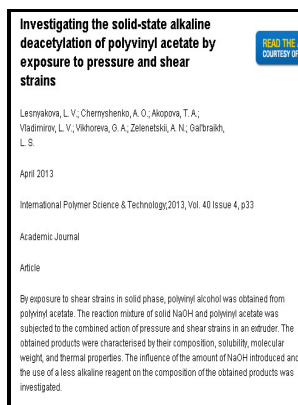 Investigating the solid-state alkaline
deacetylation of polyvinyl acetate by
exposure to pressure and shear
strains
READ THE
COURTESY OF
Lesnyakova, L. V.; Chernyshenko, A. O.; Akopova, T. A.;
Vladimirov, L. V.; Vikhoreva, G. A.; Zelenetskii, A. N.; Gal'braikh,
L. S.
April 2013
International Polymer Science & Technology;2013, Vol. 40 Issue 4, p33
Academic Journal
Article
By exposure to shear strains in solid phase, polyvinyl alcohol was obtained from
polyvinyl acetate. The reaction mixture of solid NaOH and polyvinyl acetate was
subjected to the combined action of pressure and shear strains in an extruder. The
obtained products were characterised by their composition, solubility, molecular
weight, and thermal properties. The influence of the amount of NaOH introduced and
the use of a less alkaline reagent on the composition of the obtained products was
investigated.